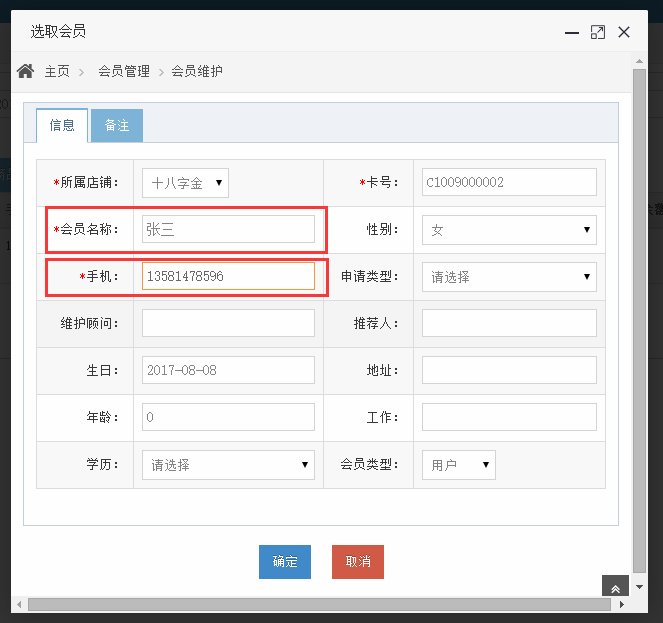 选取会员
主页 > 会员管理 > 会员维护
信息 备注
*所属店铺： 十八字金 *卡号： C1009000002
*会员名称： 张三 性别： 女
*手机： 13581478596 申请类型： 请选择
维护顾问： 推荐人：
生日： 2017-08-08 地址：
年龄： 0 工作：
学历： 请选择 会员类型： 用户
确定 取消